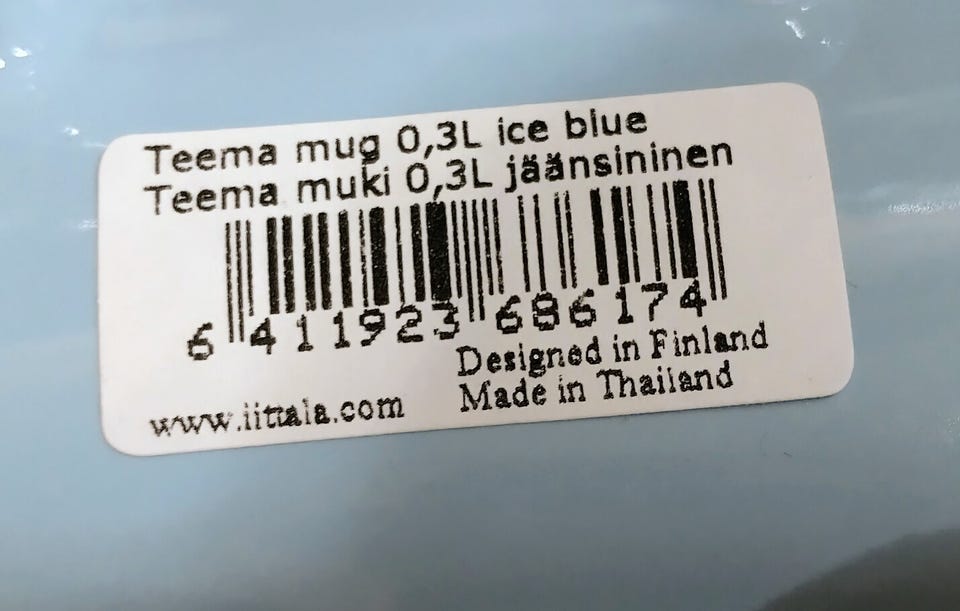 Teema mug 0,3L ice blue
Teema muki 0,3L jäänsininen
6 411923 686174
Designed in Finland
Made in Thailand
www.iittala.com